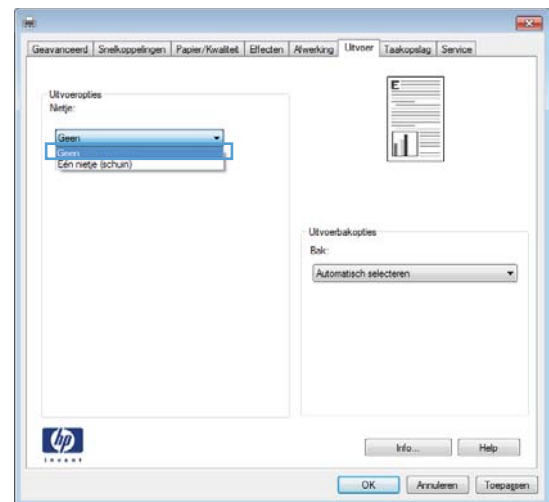 Geavanceerd Snelkoppelingen Papier/Kwaliteit Effecten Afwerking Uitvoer Taakopslag Service
Uitvoeropties
Nietje:
Geen
Geen
Eén nietje (schuin)
E
Uitvoerbakopties
Bak:
Automatisch selecteren
hp
invent
Info... Help
OK Annuleren Toepassen